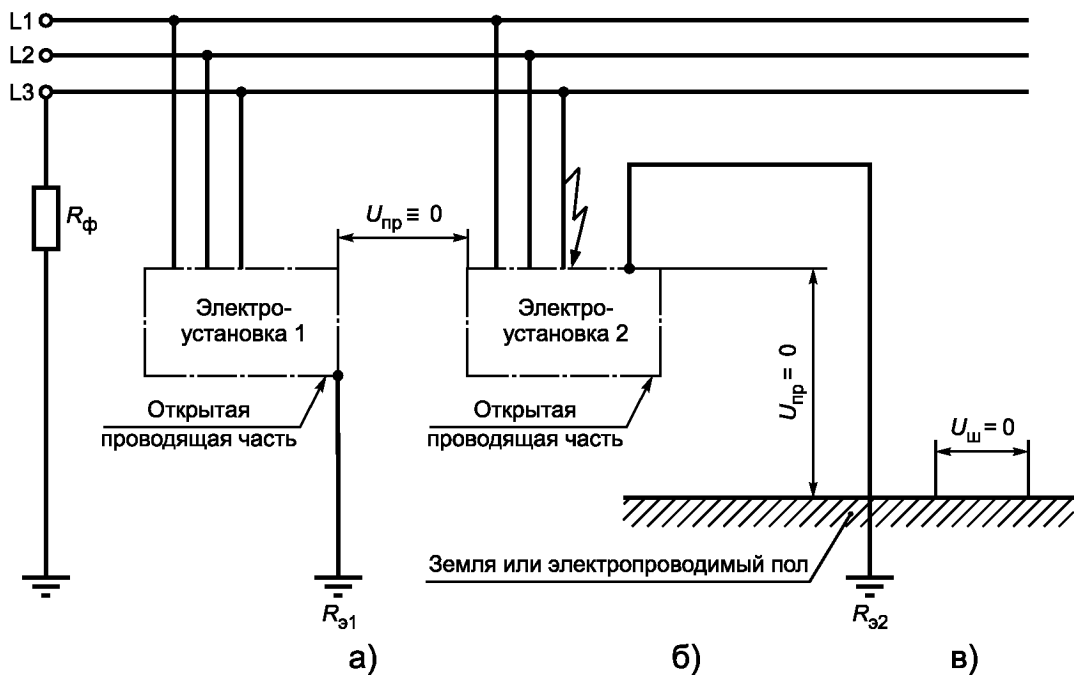 L1
L2
L3
Rф
Uпр ≡ 0
Электро-
установка 1
Электро-
установка 2
Открытая
проводящая часть
Открытая
проводящая часть
Uпр = 0
Uш = 0
Земля или электропроводимый пол
Rэ1
Rэ2
а)
б)
в)